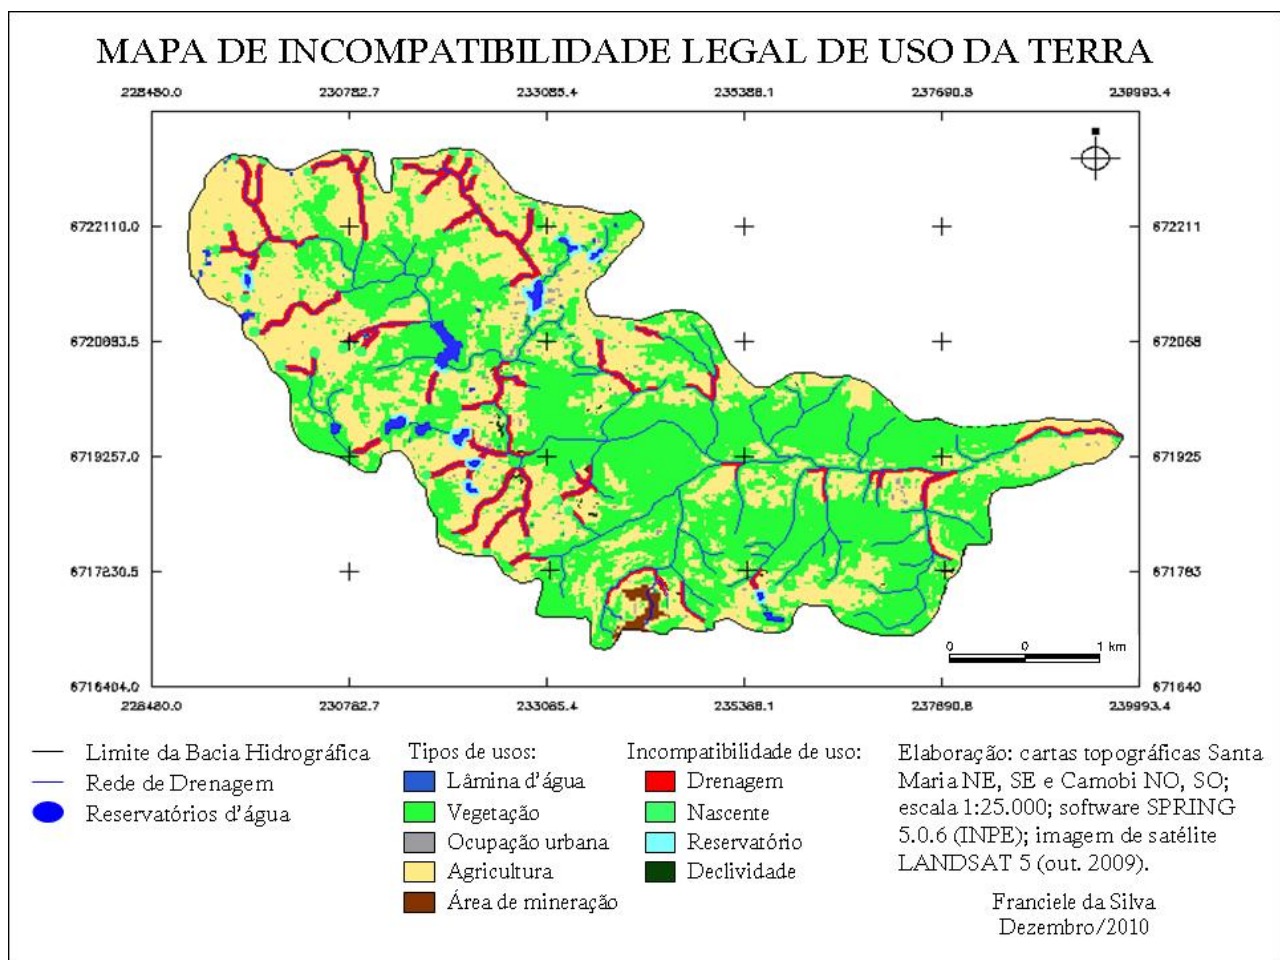 MAPA DE INCOMPATIBILIDADE LEGAL DE USO DA TERRA
228480.0 230782.7 233085.4 235388.1 237690.8 239993.4
6722110.0 672211
6720683.5 672068
6719257.0 671925
6717830.5 671783
0 0 1 km
6716404.0 671640
228480.0 230782.7 233085.4 235388.1 237690.8 239993.4
Limite da Bacia Hidrográfica
Rede de Drenagem
Reservatórios d'água
Tipos de usos:
Lâmina d'água
Vegetação
Ocupação urbana
Agricultura
Área de mineração
Incompatibilidade de uso:
Drenagem
Nascente
Reservatório
Declividade
Elaboração: cartas topográficas Santa
Maria NE, SE e Camobi NO, SO;
escala 1:25.000; software SPRING
5.0.6 (INPE); imagem de satélite
LANDSAT 5 (out. 2009).
Franciele da Silva
Dezembro/2010